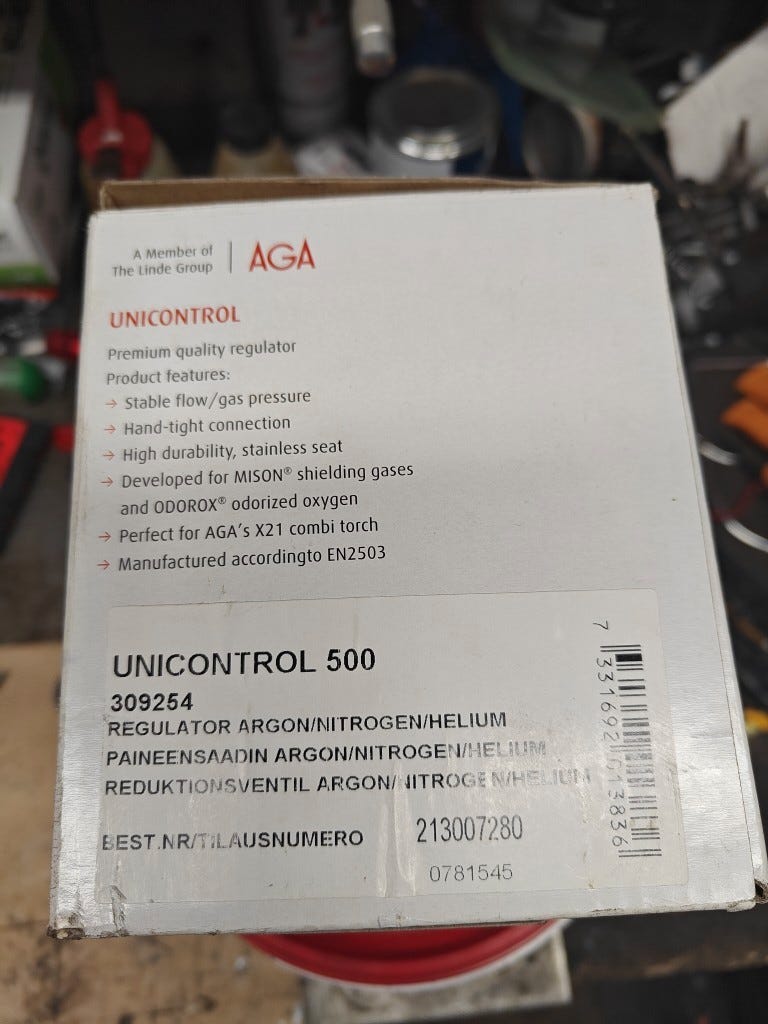 A Member of
The Linde Group
AGA
UNICONTROL
Premium quality regulator
Product features:
→ Stable flow/gas pressure
→ Hand-tight connection
→ High durability, stainless seat
→ Developed for MISON® shielding gases
and ODOROX® odorized oxygen
→ Perfect for AGA's X21 combi torch
→ Manufactured accordingto EN2503
UNICONTROL 500
309254
REGULATOR ARGON/NITROGEN/HELIUM
PAINEENSAADIN ARGON/NITROGEN/HELIUM
REDUKTIONSVENTIL ARGON/NITROGEN/HELIUM
BEST.NR/TILAUSNUMERO 213007280
0781545
7 331692 013836